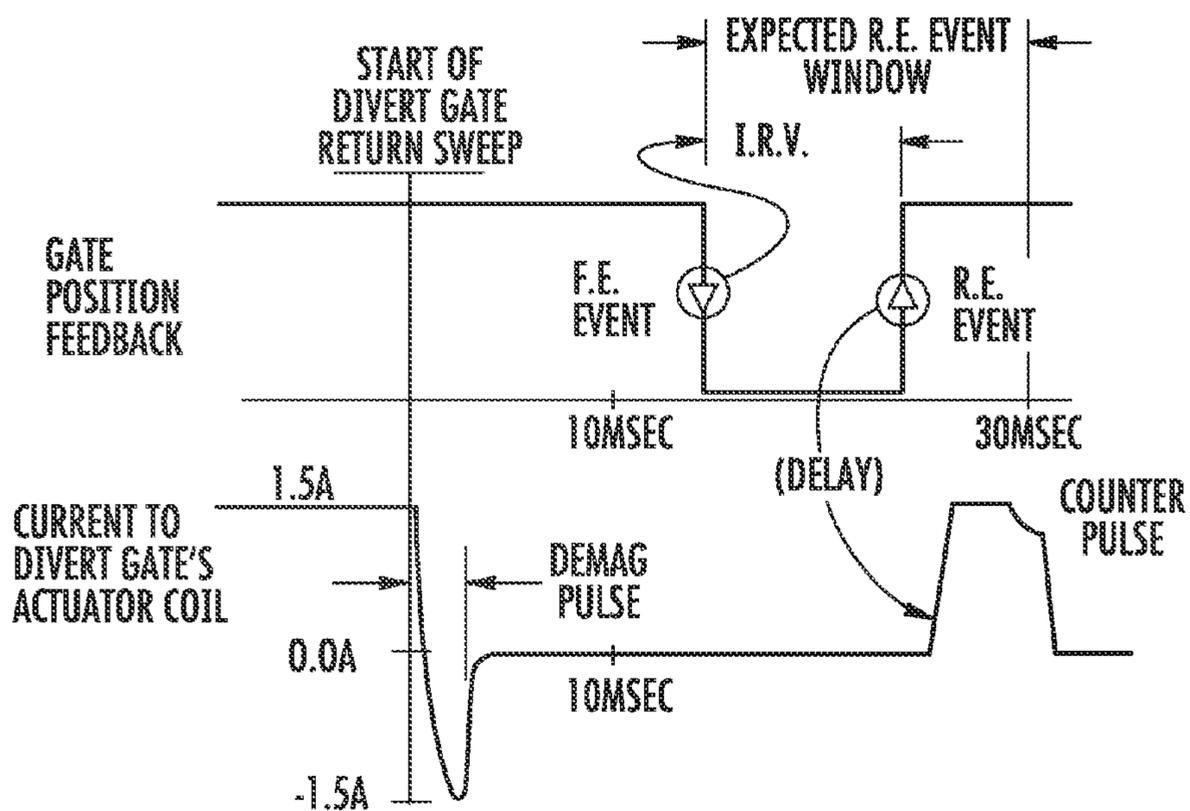 EXPECTED R.E. EVENT
WINDOW
START OF
DIVERT GATE
RETURN SWEEP
I.R.V.
GATE
POSITION
FEEDBACK
F.E.
EVENT
R.E.
EVENT
10MSEC
30MSEC
(DELAY)
1.5A
COUNTER
PULSE
CURRENT TO
DIVERT GATE'S
ACTUATOR COIL
DEMAG
PULSE
0.0A
10MSEC
-1.5A